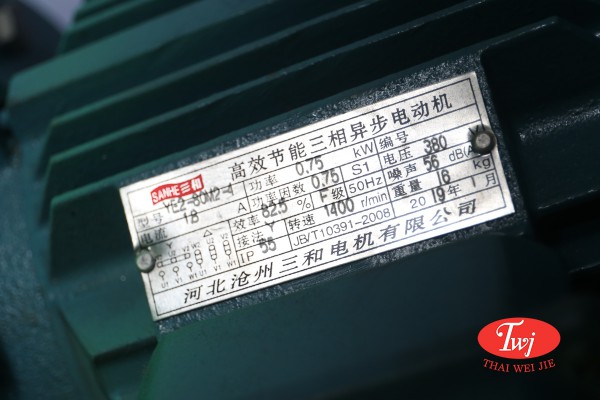 SANHE三和 高效节能三相异步电动机
型号 YE2-80M2-4 功率 0.75 kW 编号
电流 1.8 A 功率因数 0.75 S1 电压 380 V
效率 82.5 % F级 50Hz 噪声 56 dB(A)
接法 Y 转速 1400 r/min 重量 16 kg
IP 55 JB/T10391-2008 2019年1月
河北沧州三和电机有限公司
Twj
THAI WEI JIE